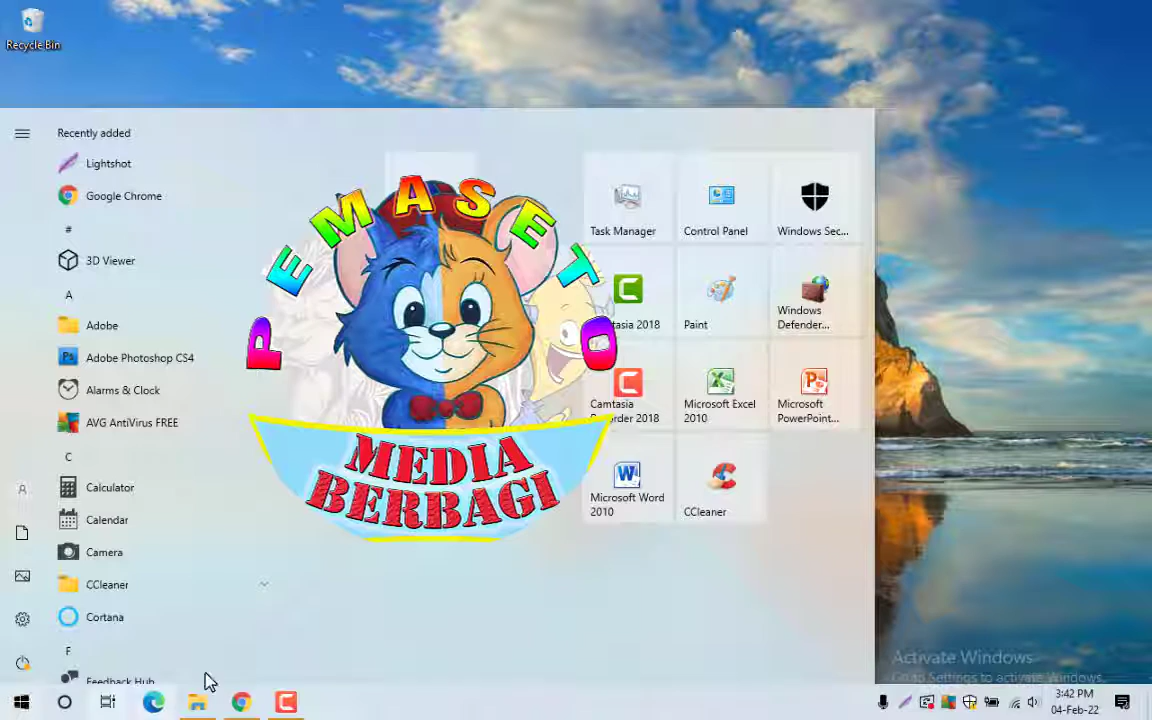 Recycle Bin
Recently added
Lightshot
Google Chrome
#
3D Viewer
A
Adobe
Ps
Adobe Photoshop CS4
Alarms & Clock
AVG AntiVirus FREE
C
Calculator
Calendar
Camera
CCleaner
Cortana
F
Feedback Hub
PEMASETO
MEDIA
BERBAGI
Task Manager
Control Panel
Windows Sec...
2018
Paint
Windows
Defender...
Camtasia
2018
Microsoft Excel
2010
Microsoft
PowerPoint...
Microsoft Word
2010
CCleaner
Activate Windows
Go to Settings to activate Windows.
3:42 PM
04-Feb-22